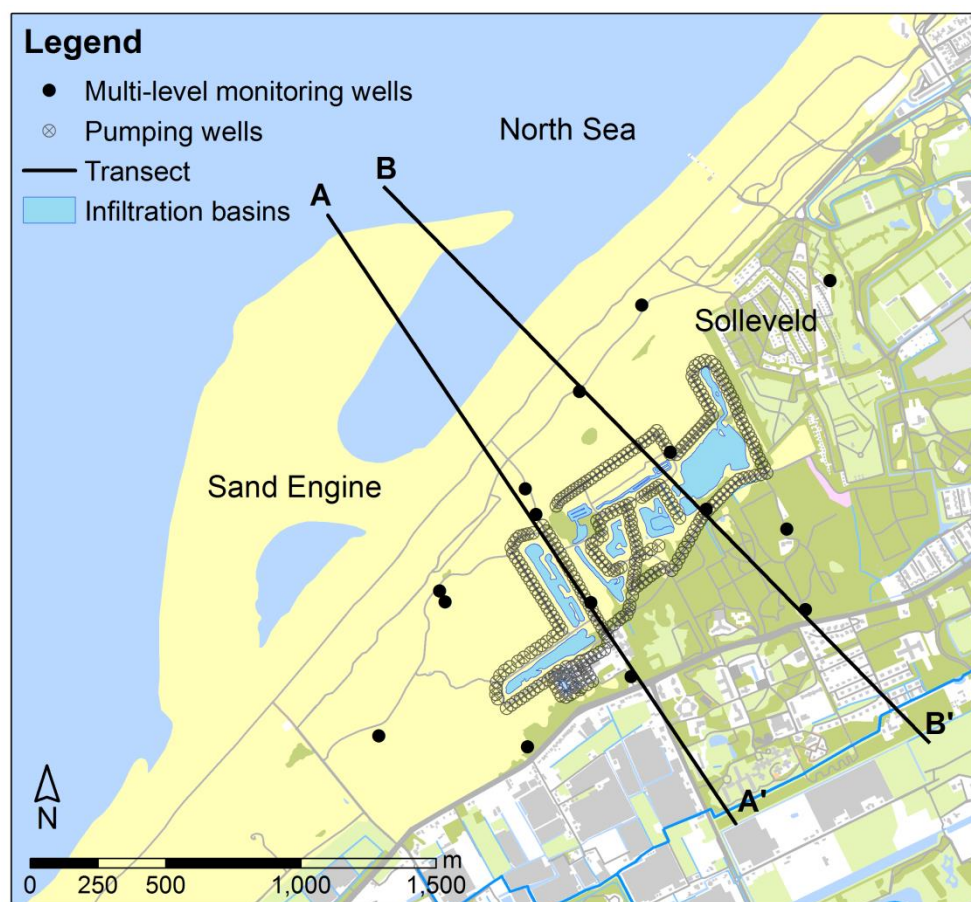 Legend
Multi-level monitoring wells
Pumping wells
Transect
Infiltration basins
North Sea
A
B
Solleveld
Sand Engine
B'
A'
N
m
0 250 500 1,000 1,500